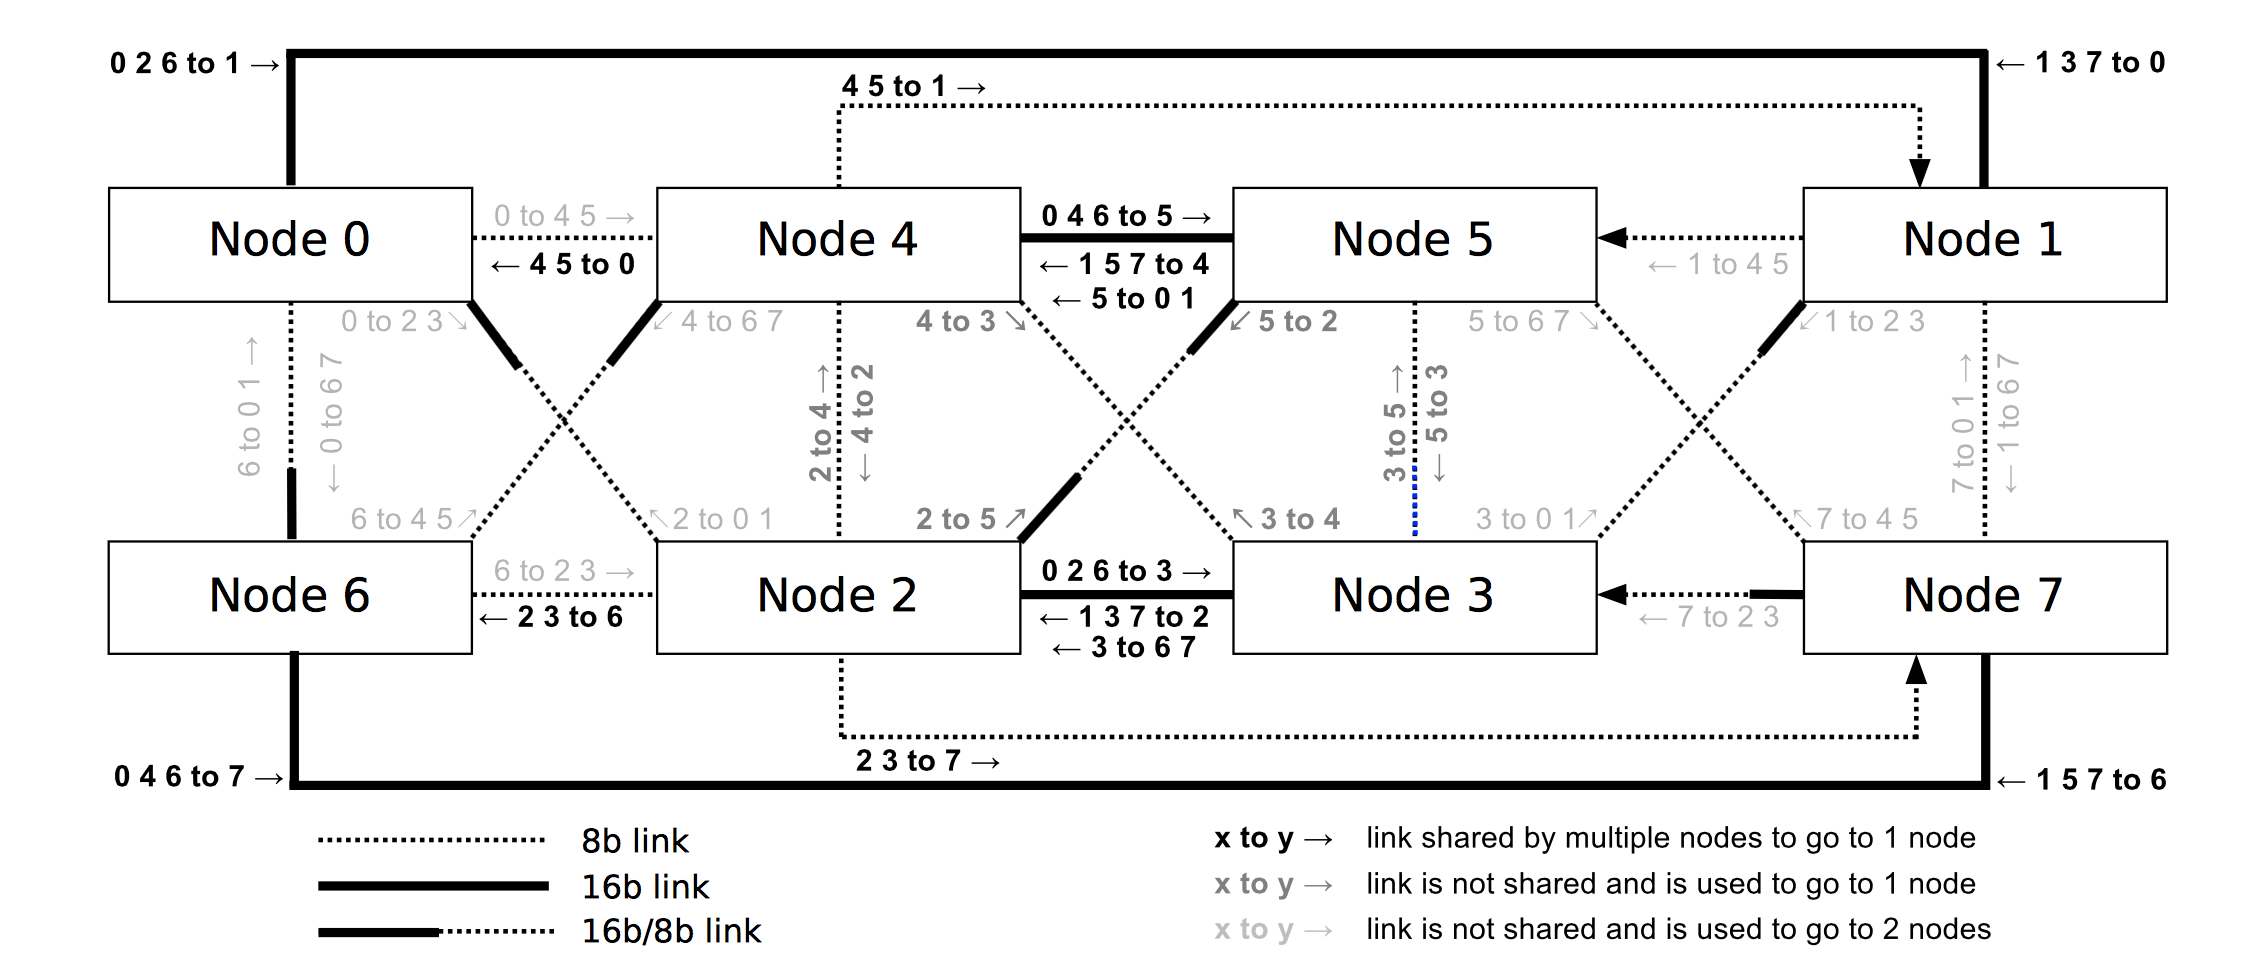 0 2 6 to 1 →
← 1 3 7 to 0
4 5 to 1 →
Node 0
0 to 4 5 →
← 4 5 to 0
Node 4
0 4 6 to 5 →
← 1 5 7 to 4
← 5 to 0 1
Node 5
← 1 to 4 5
Node 1
0 to 2 3 ↘
↙ 4 to 6 7
4 to 3 ↘
↙ 5 to 2
5 to 6 7 ↘
↙ 1 to 2 3
6 to 0 1 →
← 0 to 6 7
2 to 4 →
← 4 to 2
3 to 5 →
← 5 to 3
7 to 0 1 →
← 1 to 6 7
6 to 4 5 ↗
↖ 2 to 0 1
2 to 5 ↗
↖ 3 to 4
3 to 0 1 ↗
↖ 7 to 4 5
Node 6
6 to 2 3 →
← 2 3 to 6
Node 2
0 2 6 to 3 →
← 1 3 7 to 2
← 3 to 6 7
Node 3
← 7 to 2 3
Node 7
2 3 to 7 →
0 4 6 to 7 →
← 1 5 7 to 6
8b link
16b link
16b/8b link
x to y → link shared by multiple nodes to go to 1 node
x to y → link is not shared and is used to go to 1 node
x to y → link is not shared and is used to go to 2 nodes